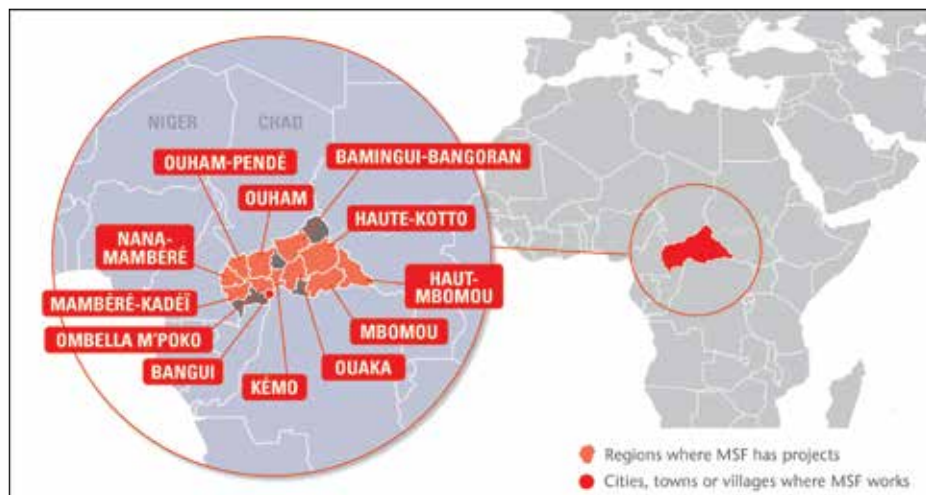 NIGER
CHAD
OUHAM-PENDÉ
BAMINGUI-BANGORAN
OUHAM
HAUTE-KOTTO
NANA-
MAMBÉRÉ
HAUT-
MBOMOU
MAMBÉRÉ-KADÉÏ
MBOMOU
OMBELLA M'POKO
OUAKA
BANGUI
KÉMO
Regions where MSF has projects
Cities, towns or villages where MSF works